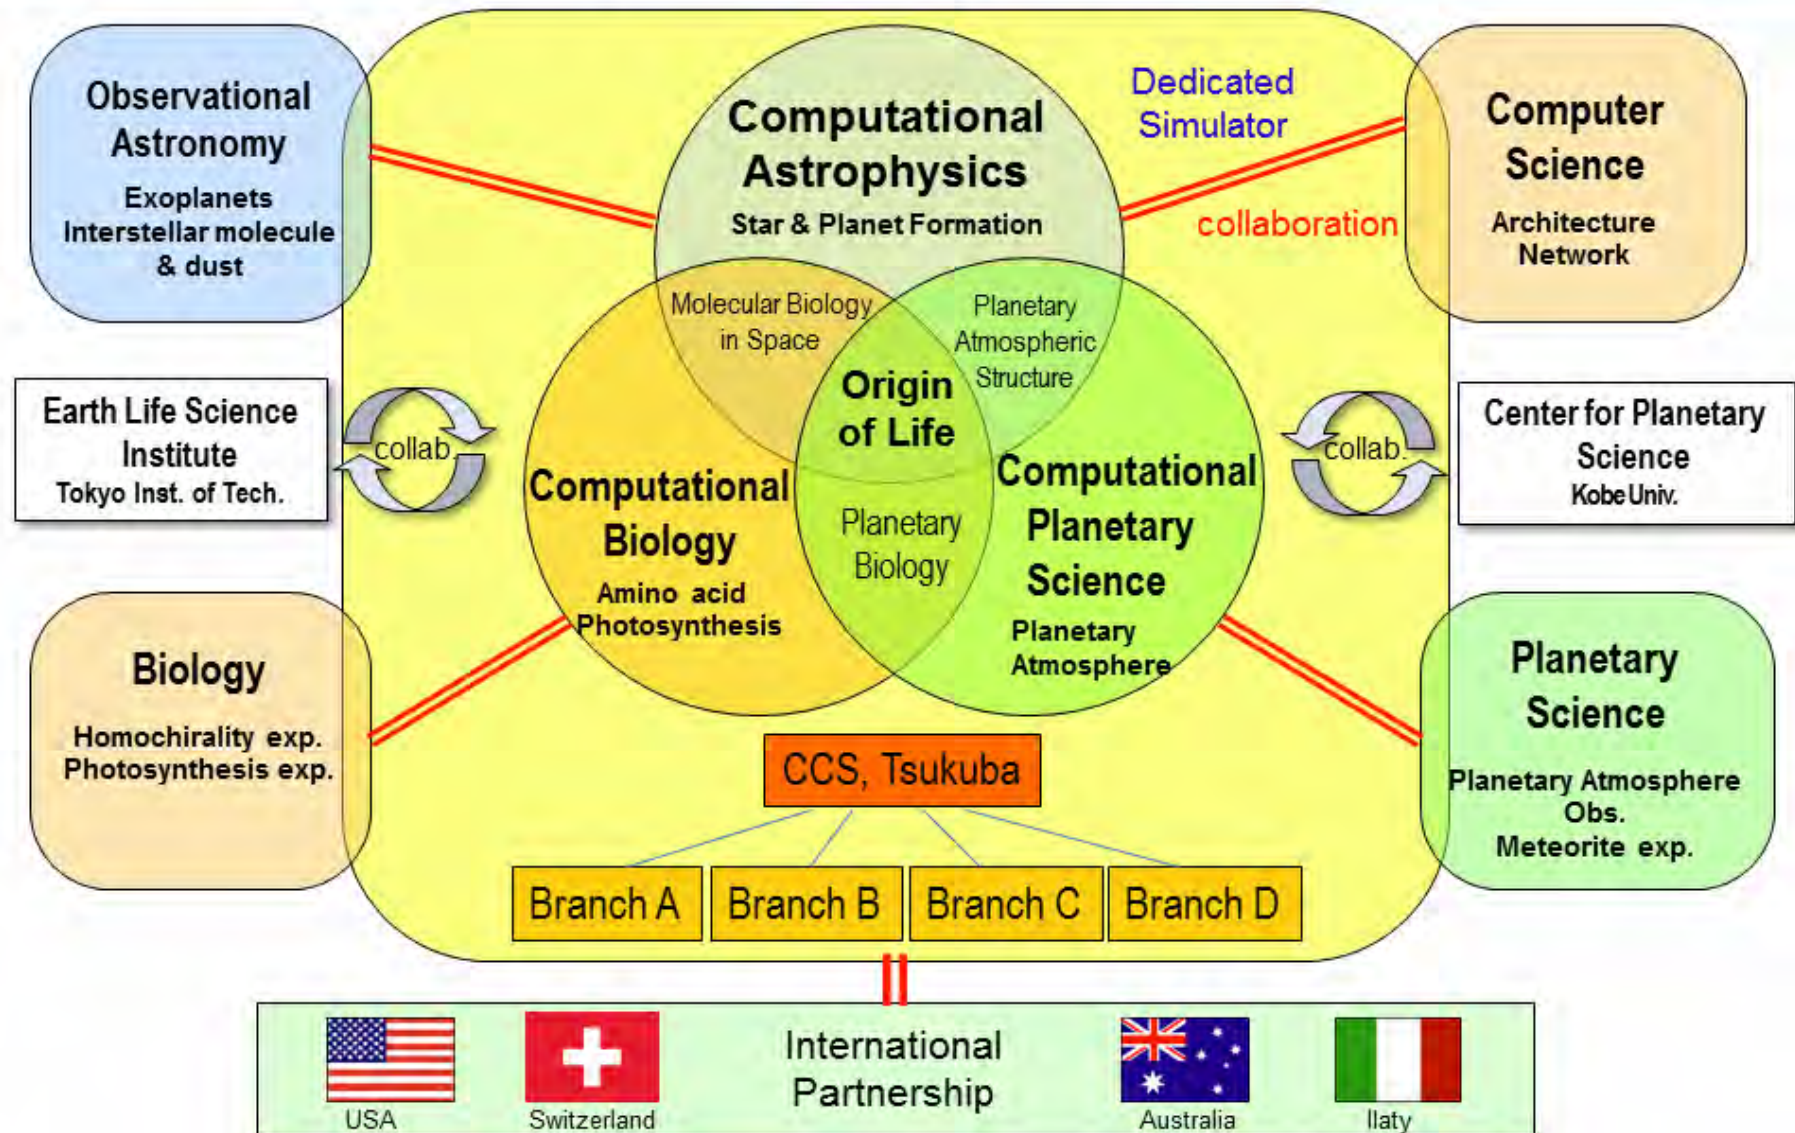 Observational
Astronomy
Exoplanets
Interstellar molecule
& dust
Computational
Astrophysics
Star & Planet Formation
Dedicated
Simulator
collaboration
Computer
Science
Architecture
Network
Molecular Biology
in Space
Planetary
Atmospheric
Structure
Origin
of Life
Earth Life Science
Institute
Tokyo Inst. of Tech.
collab.
Computational
Biology
Amino acid
Photosynthesis
Planetary
Biology
Computational
Planetary
Science
Planetary
Atmosphere
collab.
Center for Planetary
Science
Kobe Univ.
Biology
Homochirality exp.
Photosynthesis exp.
Planetary
Science
Planetary Atmosphere
Obs.
Meteorite exp.
CCS, Tsukuba
Branch A
Branch B
Branch C
Branch D
International
Partnership
USA
Switzerland
Australia
Ilaty